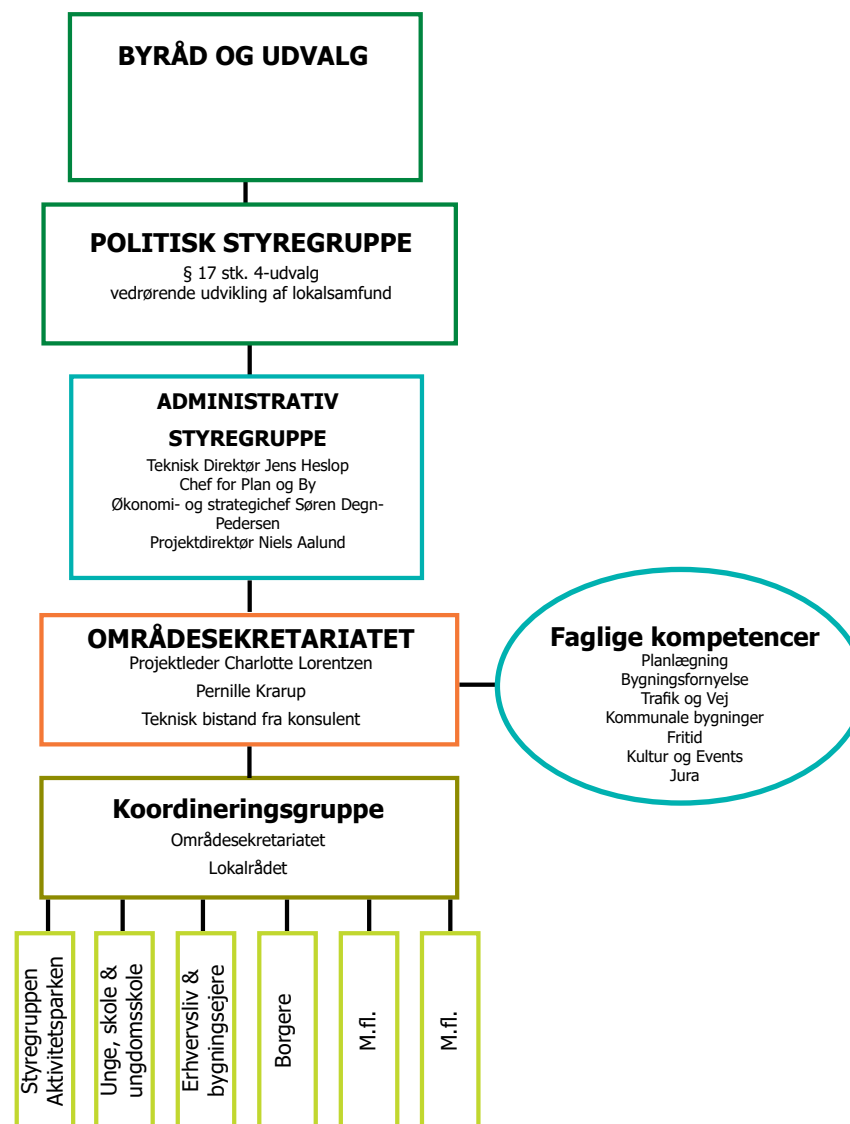 BYRÅD OG UDVALG
POLITISK STYREGRUPPE
§ 17 stk. 4-udvalg
vedrørende udvikling af lokalsamfund
ADMINISTRATIV
STYREGRUPPE
Teknisk Direktør Jens Heslop
Chef for Plan og By
Økonomi- og strategichef Søren Degn-
Pedersen
Projektdirektør Niels Aalund
OMRÅDESEKRETARIATET
Projektleder Charlotte Lorentzen
Pernille Krarup
Teknisk bistand fra konsulent
Faglige kompetencer
Planlægning
Bygningsfornyelse
Trafik og Vej
Kommunale bygninger
Fritid
Kultur og Events
Jura
Koordineringsgruppe
Områdesekretariatet
Lokalrådet
Styregruppen
Aktivitetsparken
Unge, skole &
ungdomsskole
Erhvervsliv &
bygningsejere
Borgere
M.fl.
M.fl.